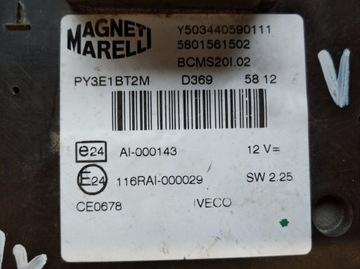 MAGNETI
MARELLI
Y503440590111
5801561502
BCMS20I.02
PY3E1BT2M D369 58 12
e24 AI-000143 12 V=
E24 116RAI-000029 SW 2.25
CE0678 IVECO
V